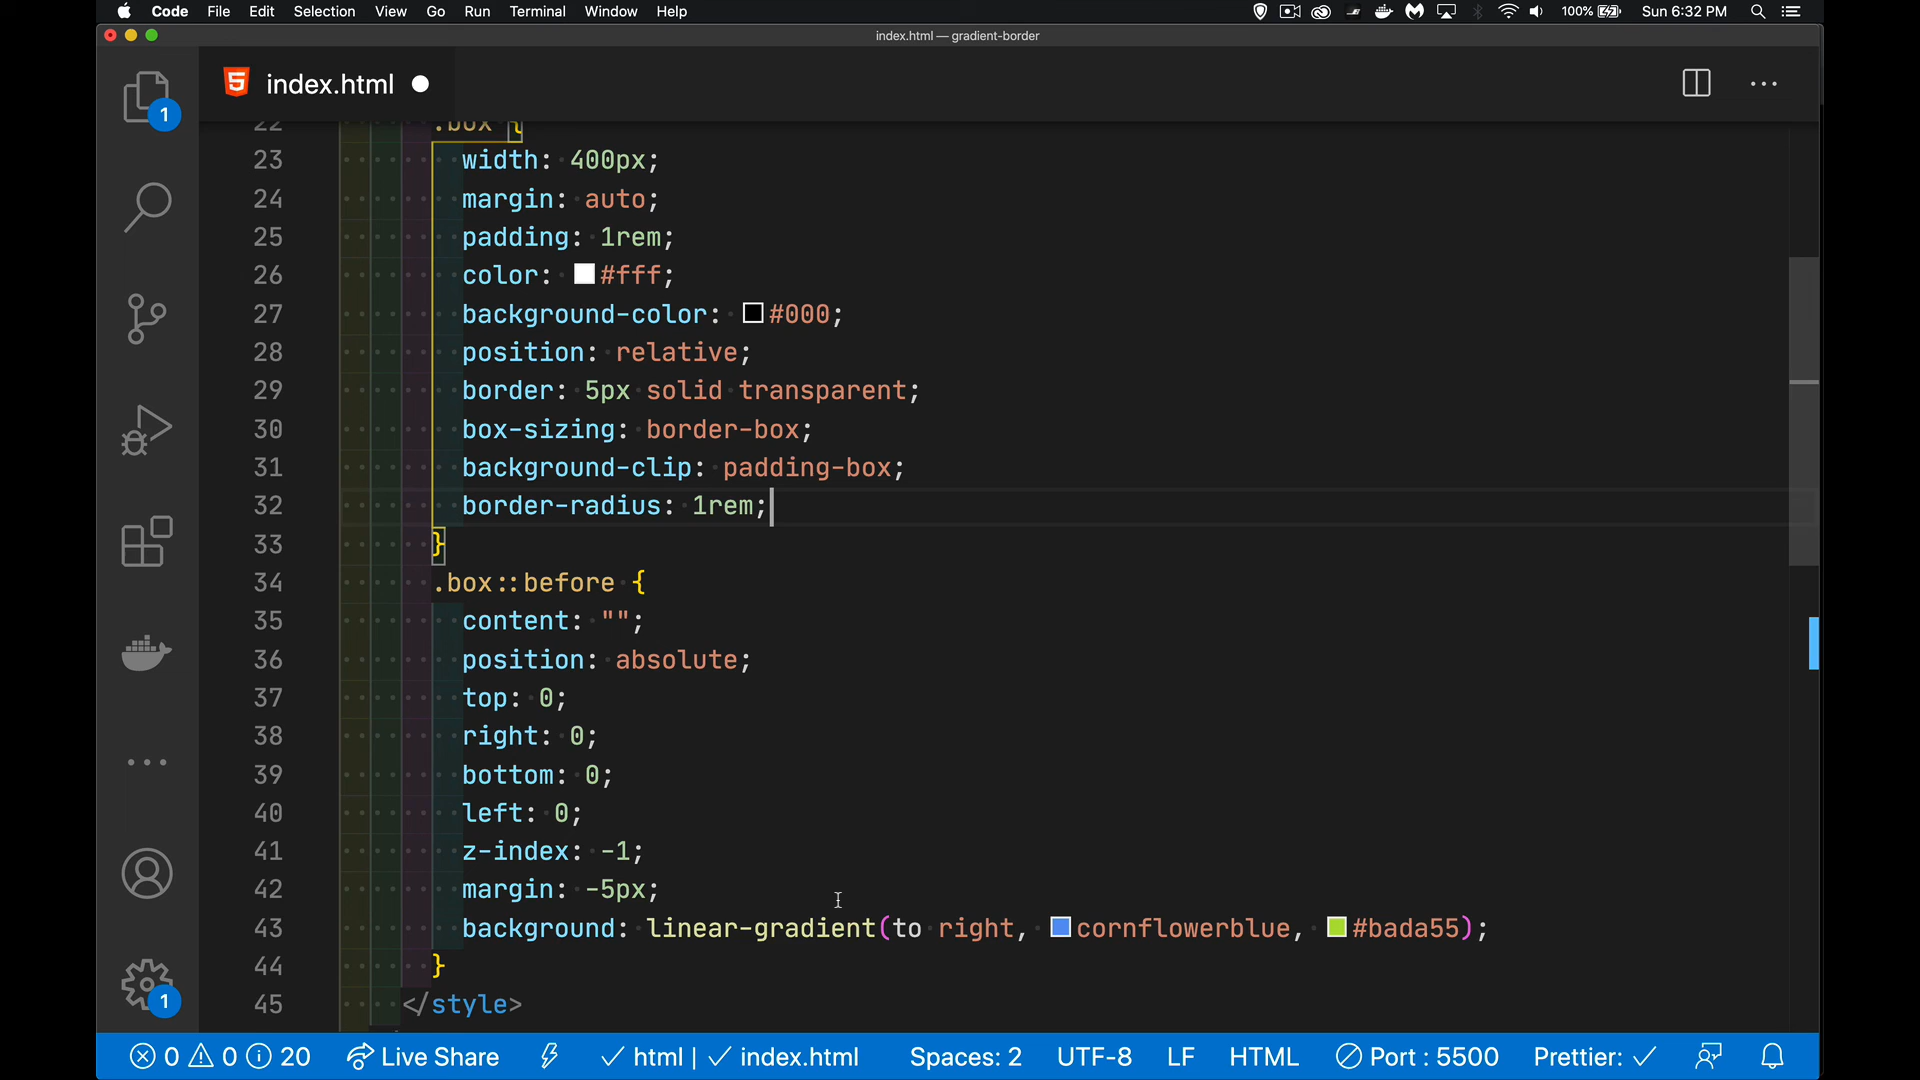 Code File Edit Selection View Go Run Terminal Window Help 100% Sun 6:32 PM
index.html — gradient-border
index.html
1
22 .box {
23 width: 400px;
24 margin: auto;
25 padding: 1rem;
26 color: #fff;
27 background-color: #000;
28 position: relative;
29 border: 5px solid transparent;
30 box-sizing: border-box;
31 background-clip: padding-box;
32 border-radius: 1rem;
33 }
34 .box::before {
35 content: "";
36 position: absolute;
37 top: 0;
38 right: 0;
39 bottom: 0;
40 left: 0;
41 z-index: -1;
42 margin: -5px;
43 background: linear-gradient(to right, cornflowerblue, #bada55);
44 }
1
45 </style>
0 0 20 Live Share html | index.html Spaces: 2 UTF-8 LF HTML Port : 5500 Prettier: